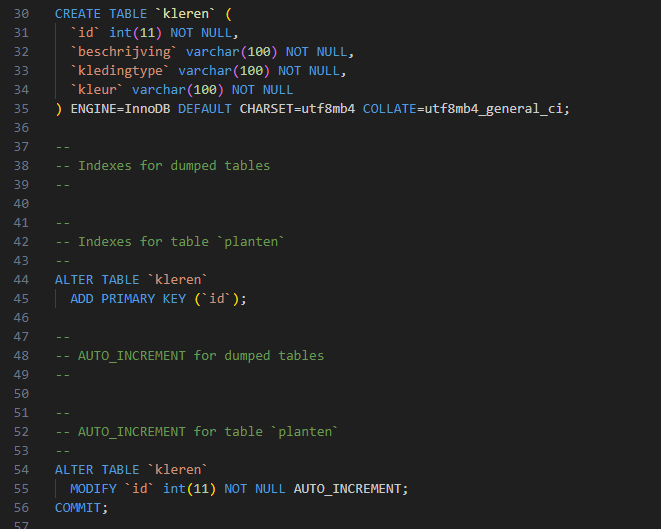 30 CREATE TABLE `kleren` (
31 `id` int(11) NOT NULL,
32 `beschrijving` varchar(100) NOT NULL,
33 `kledingtype` varchar(100) NOT NULL,
34 `kleur` varchar(100) NOT NULL
35 ) ENGINE=InnoDB DEFAULT CHARSET=utf8mb4 COLLATE=utf8mb4_general_ci;
36
37 --
38 -- Indexes for dumped tables
39 --
40
41 --
42 -- Indexes for table `planten`
43 --
44 ALTER TABLE `kleren`
45 ADD PRIMARY KEY (`id`);
46
47 --
48 -- AUTO_INCREMENT for dumped tables
49 --
50
51 --
52 -- AUTO_INCREMENT for table `planten`
53 --
54 ALTER TABLE `kleren`
55 MODIFY `id` int(11) NOT NULL AUTO_INCREMENT;
56 COMMIT;
57